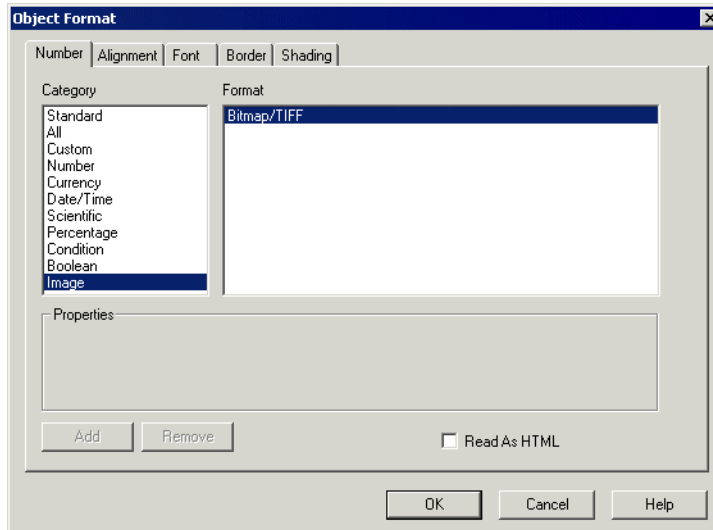 Object Format
Number Alignment Font Border Shading
Category Format
Standard Bitmap/TIFF
All
Custom
Number
Currency
Date/Time
Scientific
Percentage
Condition
Boolean
Image
Properties
Add Remove Read As HTML
OK Cancel Help